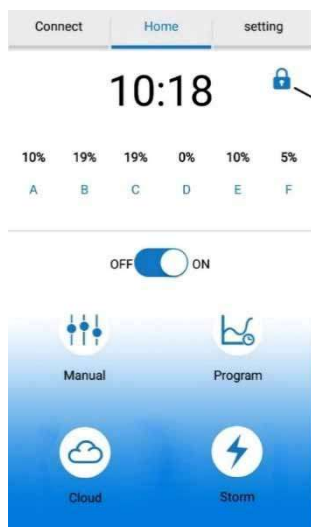 Connect Home setting
10:18
10% 19% 19% 0% 10% 5%
A B C D E F
OFF ON
Manual Program
Cloud Storm